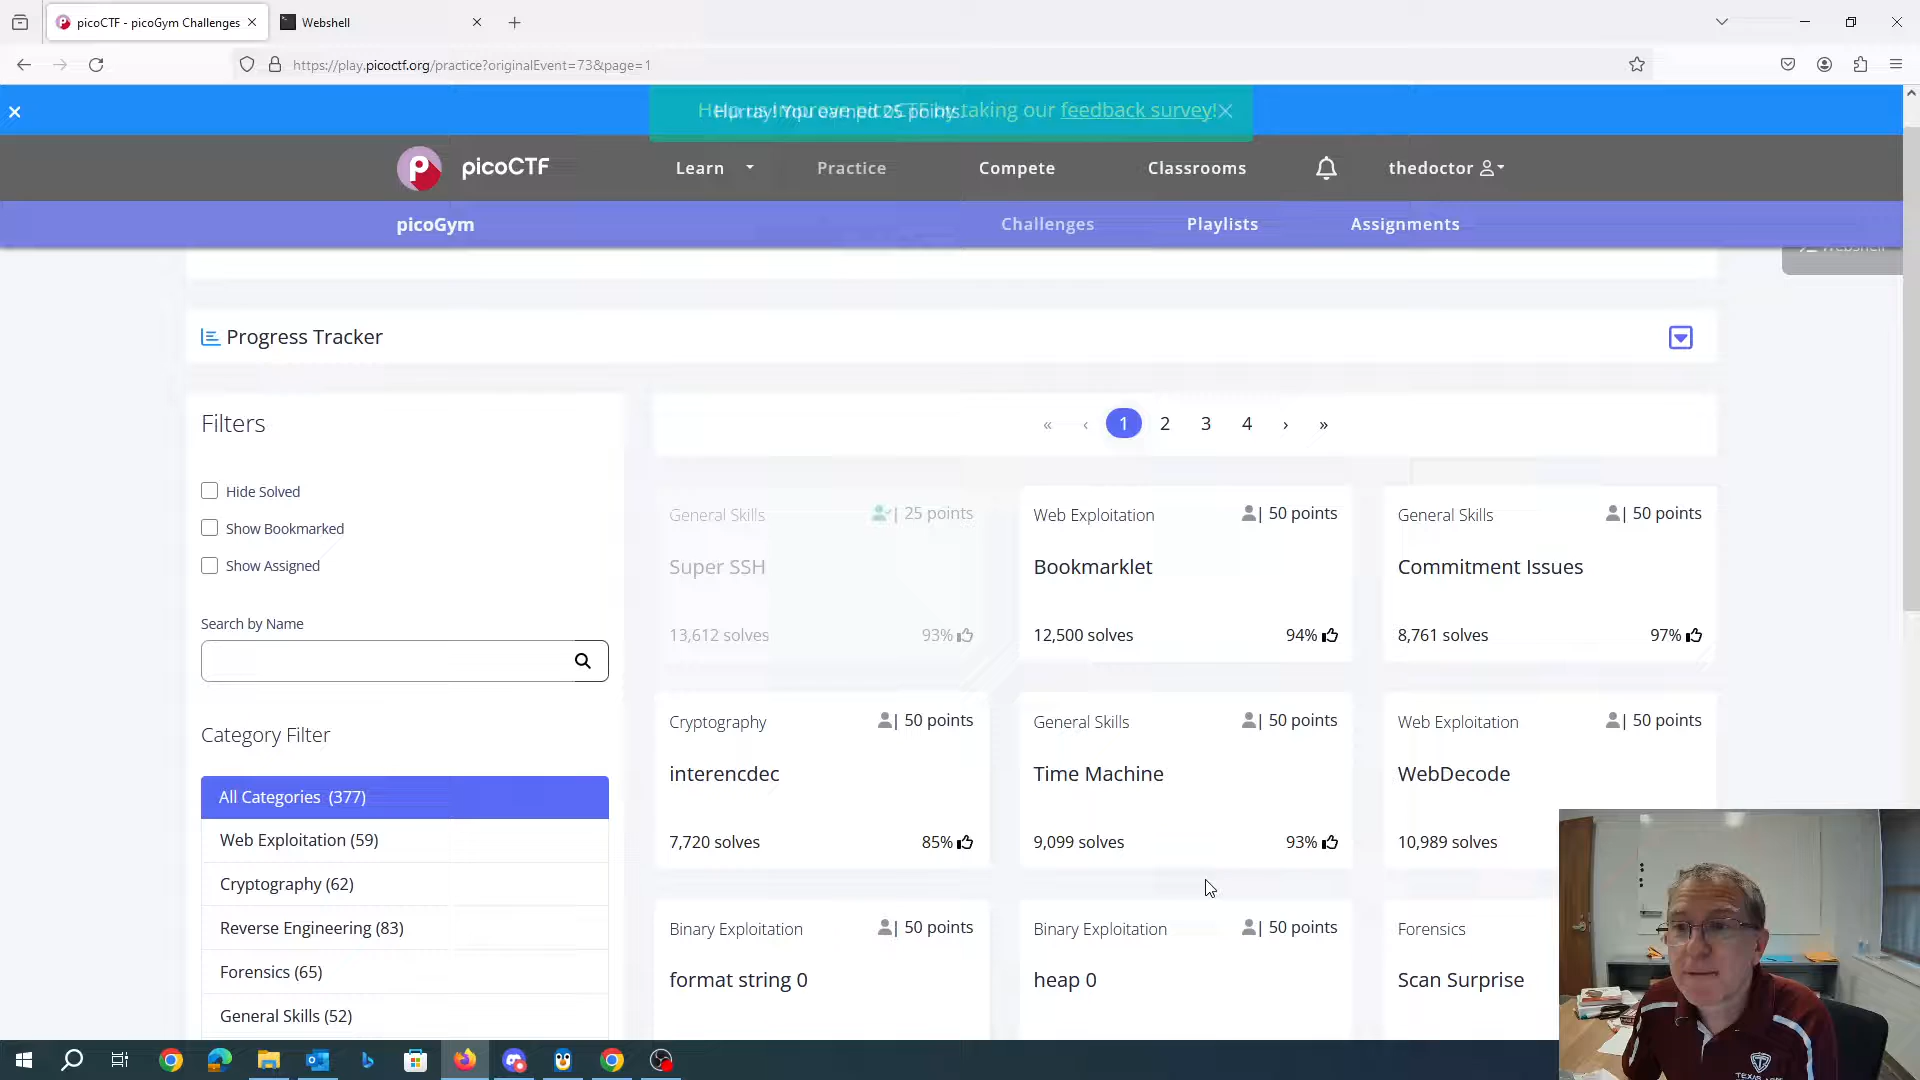 picoCTF - picoGym Challenges
Webshell
https://play.picoctf.org/practice?originalEvent=73&page=1
Help us improve picoCTF by taking our feedback survey!
Hurray! You earned 25 points.
picoCTF
Learn
Practice
Compete
Classrooms
thedoctor
picoGym
Challenges
Playlists
Assignments
Webshell
Progress Tracker
Filters
« ‹ 1 2 3 4 › »
Hide Solved
Show Bookmarked
Show Assigned
Search by Name
Category Filter
All Categories (377)
Web Exploitation (59)
Cryptography (62)
Reverse Engineering (83)
Forensics (65)
General Skills (52)
General Skills | 25 points
Super SSH
13,612 solves 93%
Web Exploitation | 50 points
Bookmarklet
12,500 solves 94%
General Skills | 50 points
Commitment Issues
8,761 solves 97%
Cryptography | 50 points
interencdec
7,720 solves 85%
General Skills | 50 points
Time Machine
9,099 solves 93%
Web Exploitation | 50 points
WebDecode
10,989 solves
Binary Exploitation | 50 points
format string 0
Binary Exploitation | 50 points
heap 0
Forensics
Scan Surprise